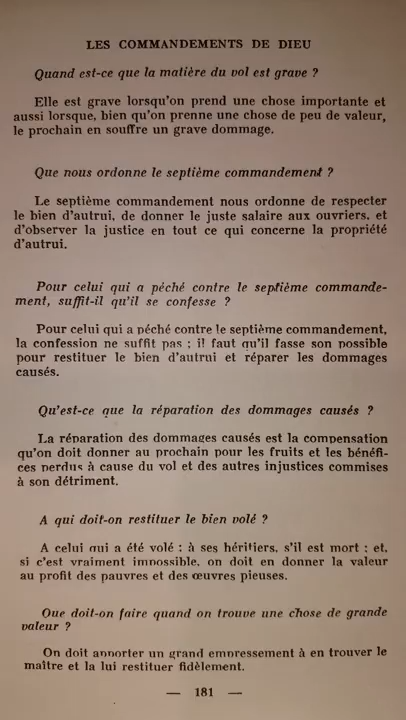 LES COMMANDEMENTS DE DIEU
Quand est-ce que la matière du vol est grave ?
Elle est grave lorsqu'on prend une chose importante et
aussi lorsque, bien qu'on prenne une chose de peu de valeur,
le prochain en souffre un grave dommage.
Que nous ordonne le septième commandement ?
Le septième commandement nous ordonne de respecter
le bien d'autrui, de donner le juste salaire aux ouvriers, et
d'observer la justice en tout ce qui concerne la propriété
d'autrui.
Pour celui qui a péché contre le septième commande-
ment, suffit-il qu'il se confesse ?
Pour celui qui a péché contre le septième commandement,
la confession ne suffit pas ; il faut qu'il fasse son possible
pour restituer le bien d'autrui et réparer les dommages
causés.
Qu'est-ce que la réparation des dommages causés ?
La réparation des dommages causés est la compensation
qu'on doit donner au prochain pour les fruits et les bénéfi-
ces perdus à cause du vol et des autres injustices commises
à son détriment.
A qui doit-on restituer le bien volé ?
A celui qui a été volé ; à ses héritiers, s'il est mort ; et,
si c'est vraiment impossible, on doit en donner la valeur
au profit des pauvres et des œuvres pieuses.
Que doit-on faire quand on trouve une chose de grande
valeur ?
On doit apporter un grand empressement à en trouver le
maître et la lui restituer fidèlement.
— 181 —